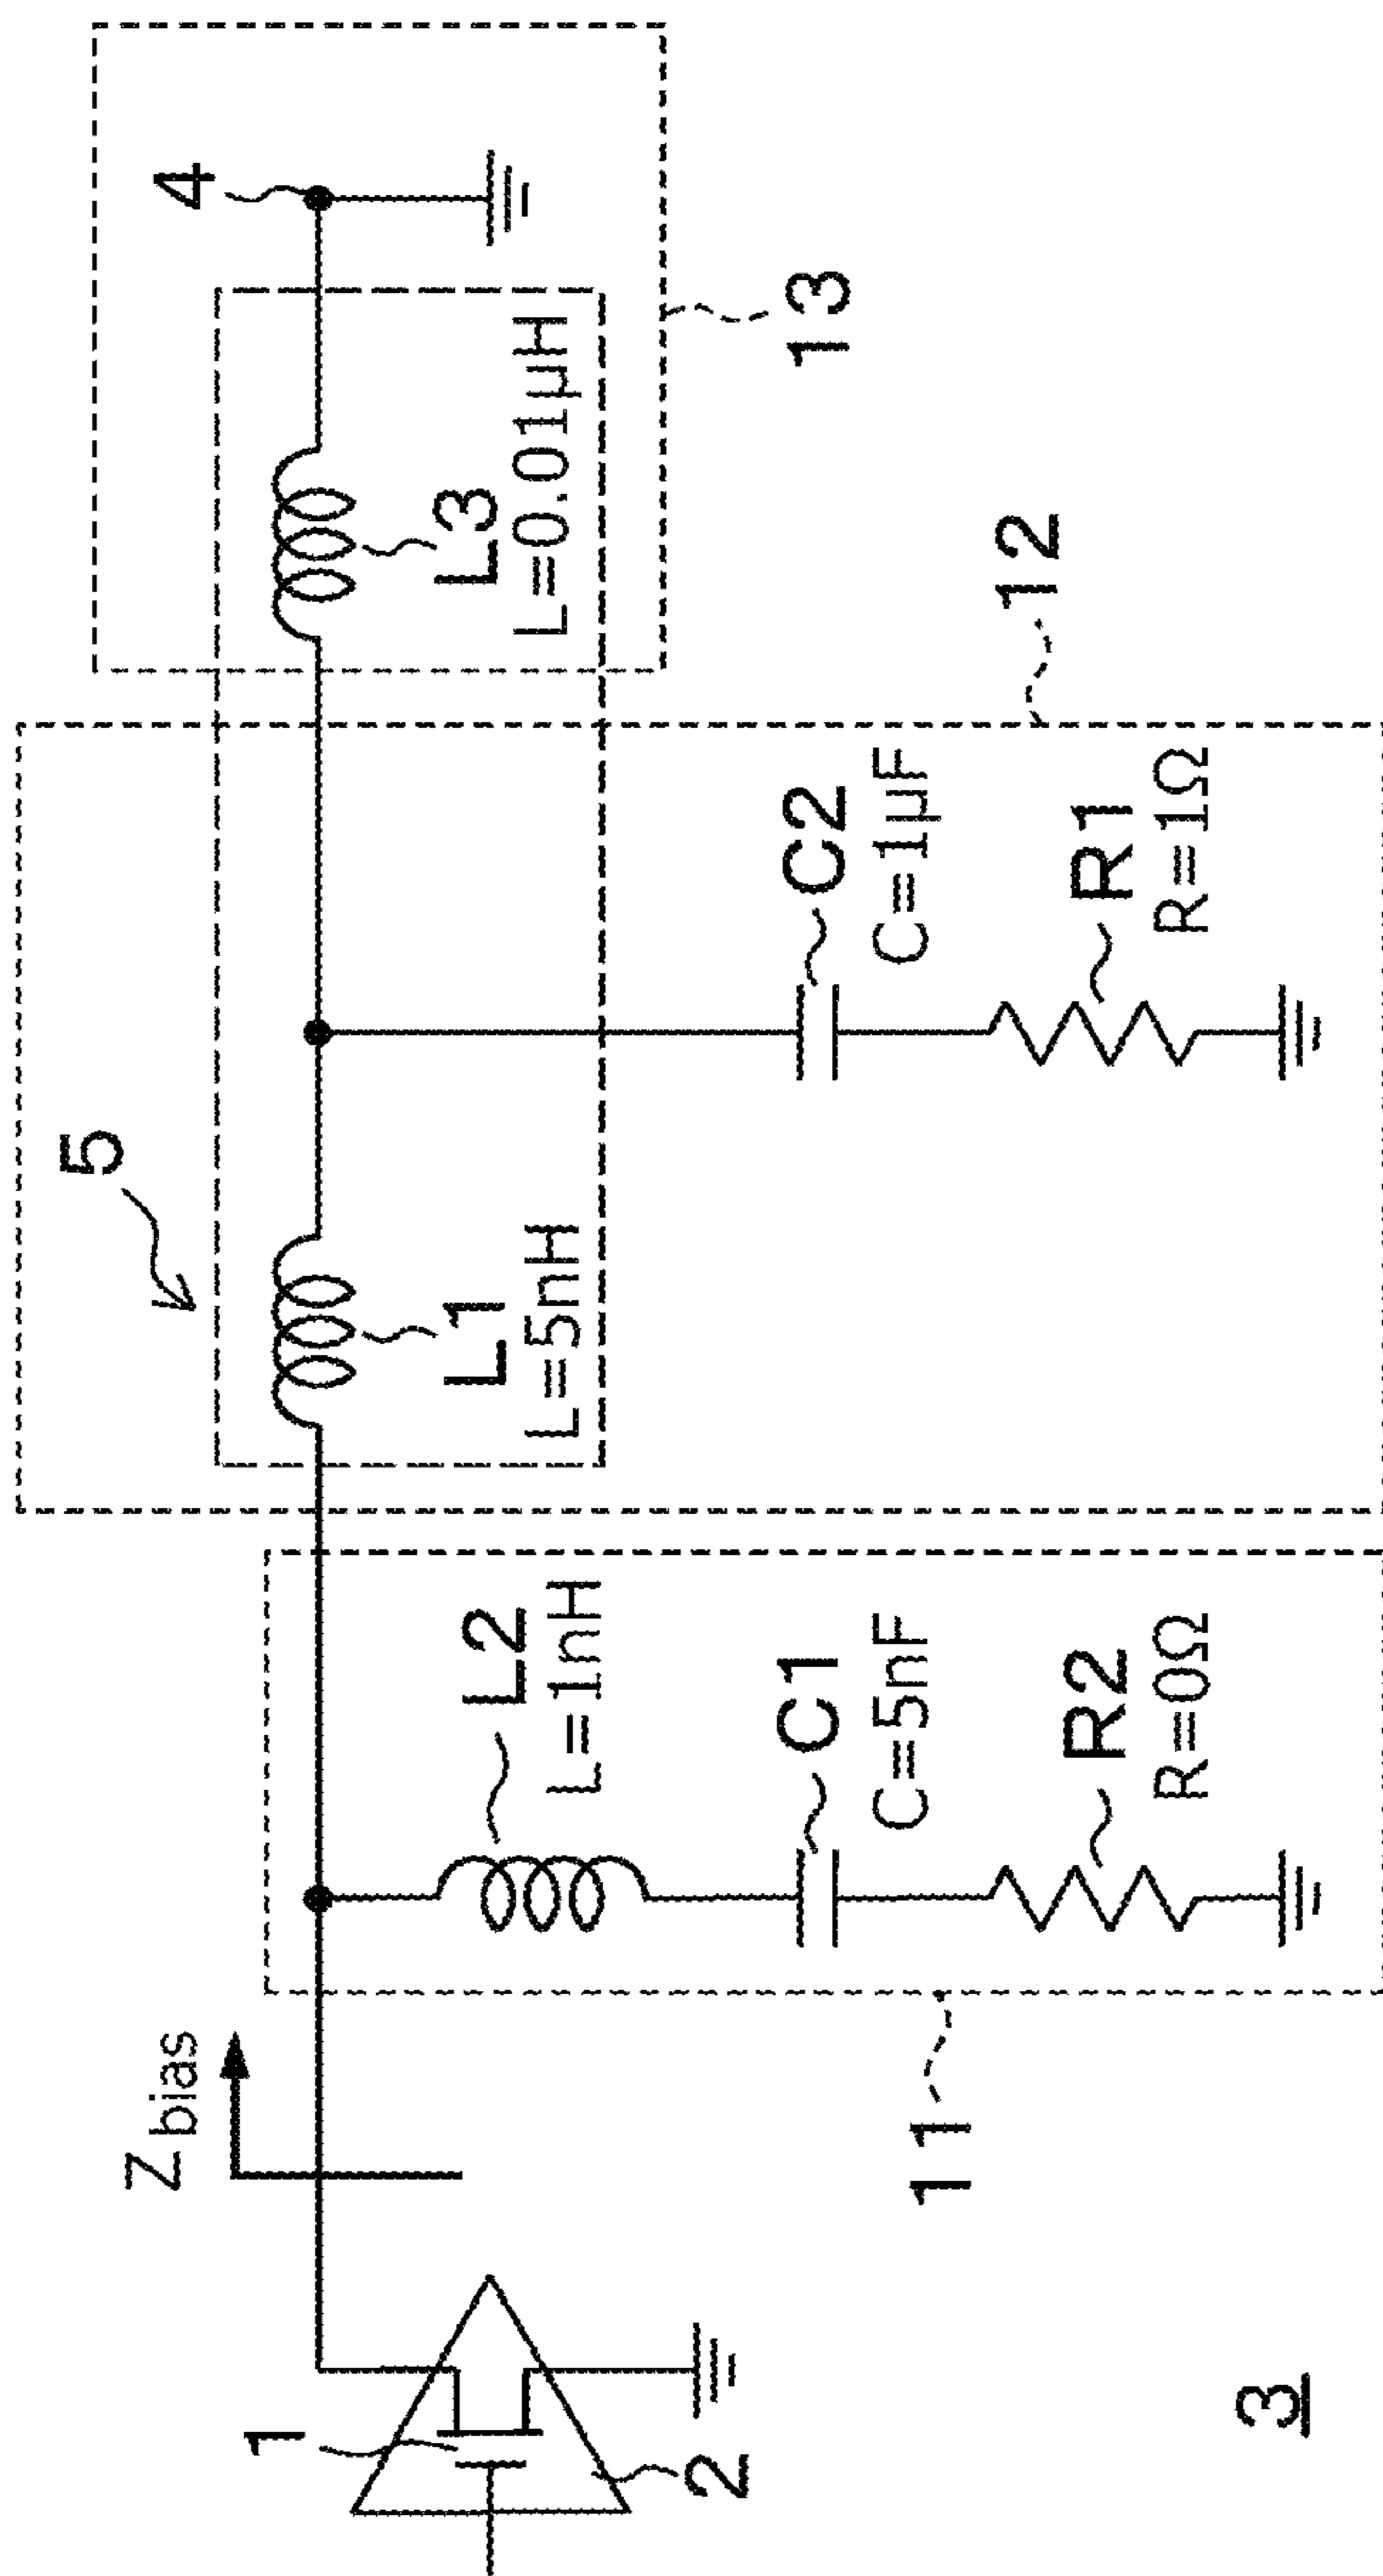 5
4
Zbias
L1
L=5nH
L3
L=0.01μH
1
2
L2
L=1nH
C1
C=5nF
R2
R=0Ω
C2
C=1μF
R1
R=1Ω
11
12
13
3